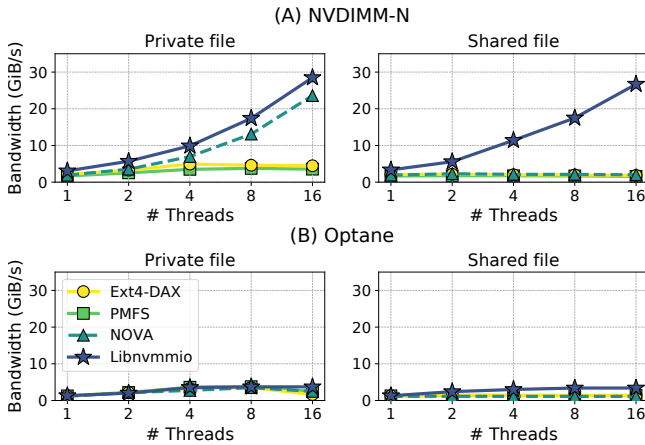 (A) NVDIMM-N
Private file
Shared file
Bandwidth (GiB/s)
30
20
10
0
1 2 4 8 16
# Threads
30
20
10
0
1 2 4 8 16
# Threads
(B) Optane
Private file
Shared file
Bandwidth (GiB/s)
30
20
10
0
Ext4-DAX
PMFS
NOVA
Libnvmmio
1 2 4 8 16
# Threads
30
20
10
0
1 2 4 8 16
# Threads